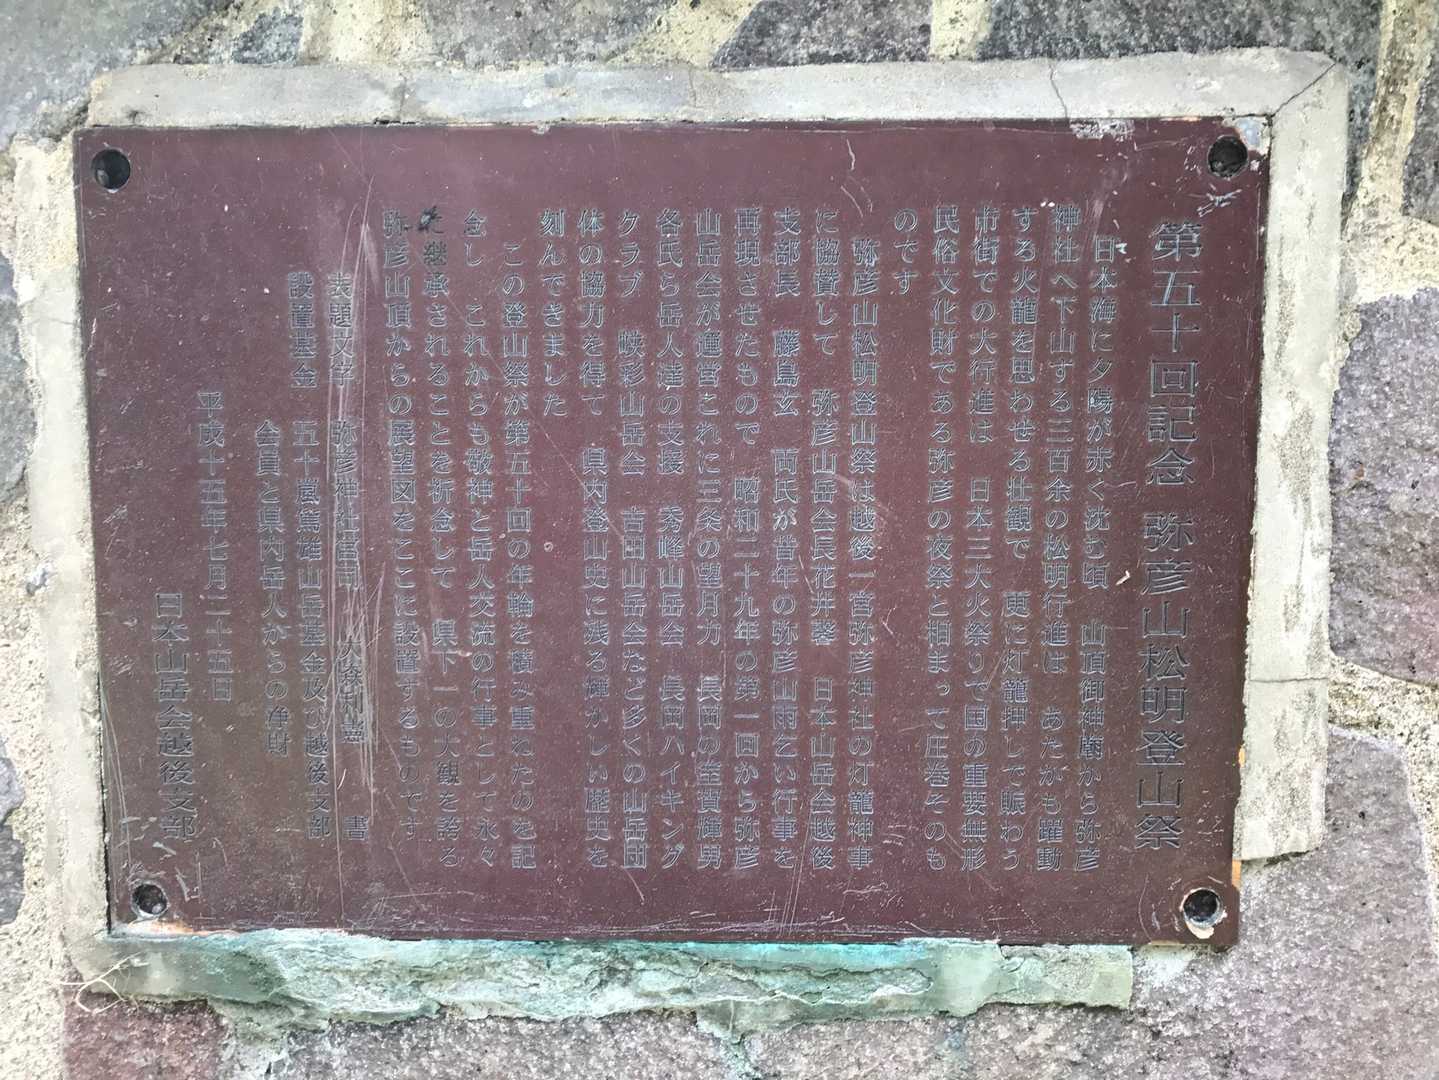 第五十回記念 弥彦山松明登山祭
日本海に夕陽が赤く沈む頃 山頂御神廟から弥彦
神社へ下山する三百余の松明行進は あたかも躍動
する火龍を思わせる壮観で 更に灯籠押しで賑わう
市街での大行進は 日本三大火祭りで国の重要無形
民俗文化財である弥彦の夜祭と相まって圧巻そのも
のです
弥彦山松明登山祭は越後一宮弥彦神社の灯籠神事
に協賛して 弥彦山岳会長花井馨 日本山岳会越後
支部長 藤島玄 両氏が昔年の弥彦山雨乞い行事を
再現させたもので 昭和二十九年の第一回から弥彦
山岳会が運営これに三条の望月力 長岡の室賀輝男
各氏ら岳人達の支援 秀峰山岳会 長岡ハイキング
クラブ 峡彩山岳会 吉田山岳会など多くの山岳団
体の協力を得て 県内登山史に残る輝かしい歴史を
刻んできました
この登山祭が第五十回の年輪を積み重ねたのを記
念し これからも敬神と岳人交流の行事として永々
と継承されることを祈念して 県下一の大観を誇る
弥彦山頂からの展望図をここに設置するものです
表題文字 弥彦神社宮司 書
設置基金 五十嵐篤雄山岳基金及び越後支部
会員と県内岳人からの浄財
平成十五年七月二十五日
日本山岳会越後支部